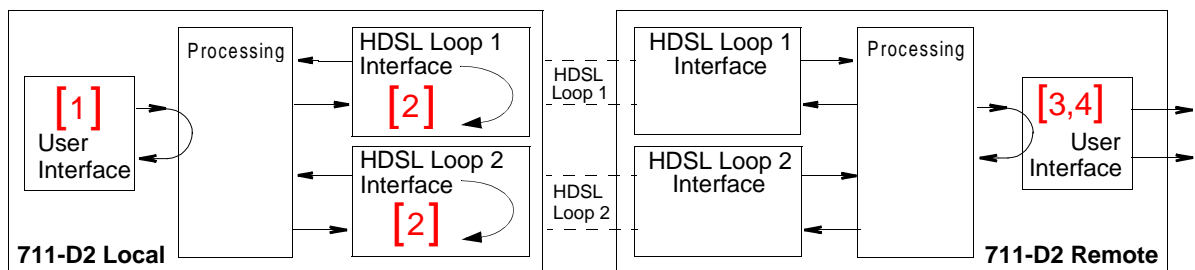 [1]
User
Interface
Processing
HDSL Loop 1
Interface
[2]
HDSL Loop 2
Interface
[2]
711-D2 Local
HDSL
Loop 1
HDSL
Loop 2
HDSL Loop 1
Interface
HDSL Loop 2
Interface
Processing
[3,4]
User
Interface
711-D2 Remote